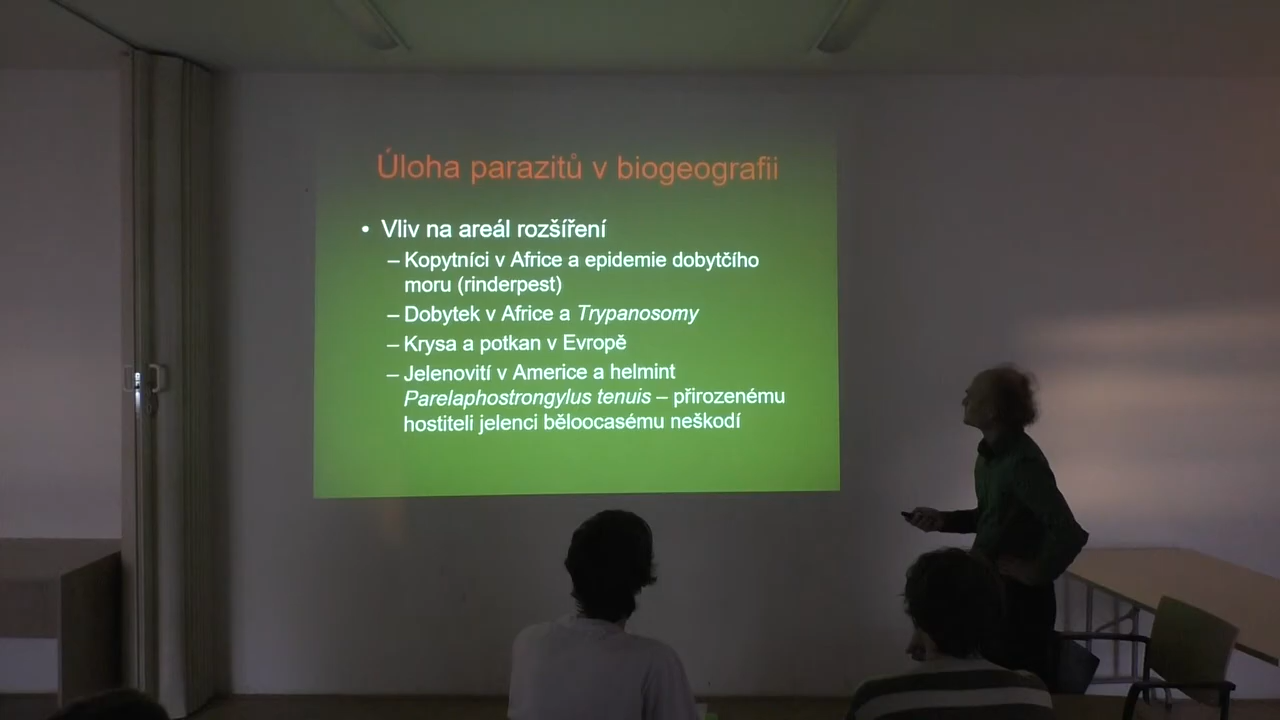 Úloha parazitů v biogeografii
• Vliv na areál rozšíření
– Kopytníci v Africe a epidemie dobytčího
moru (rinderpest)
– Dobytek v Africe a Trypanosomy
– Krysa a potkan v Evropě
– Jelenovití v Americe a helmint
Parelaphostrongylus tenuis – přirozenému
hostiteli jelenci běloocasému neškodí